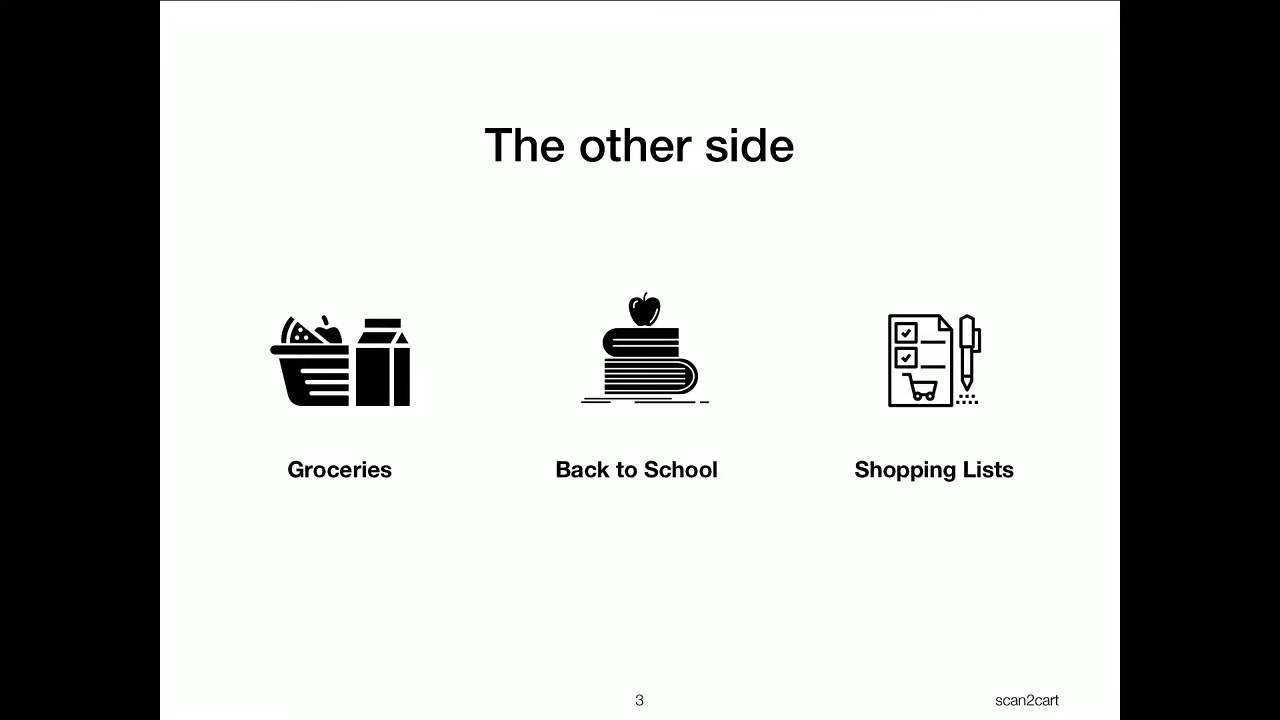 The other side
Groceries
Back to School
Shopping Lists
3
scan2cart